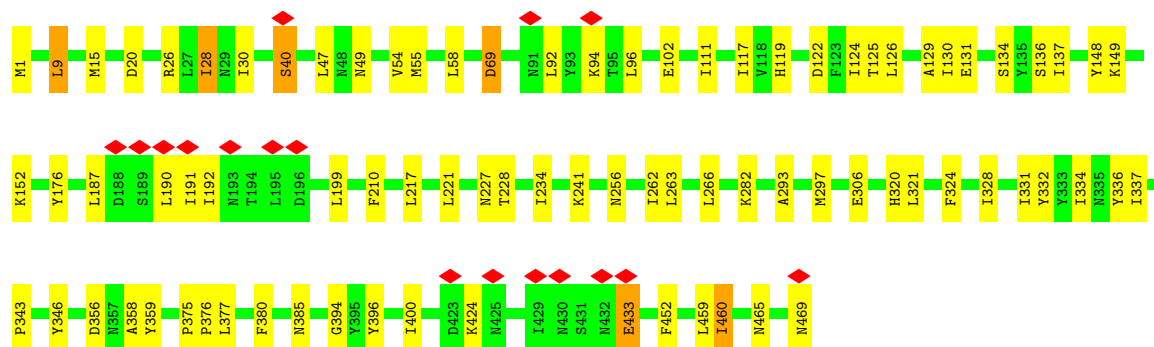 M1 L9 M15 D20 R26 L27 I28 N29 I30 S40 L47 N48 N49 V54 M55 L58 D69 N91 L92 Y93 K94 T95 L96 E102 I111 I117 V118 H119 D122 F123 I124 T125 L126 A129 I130 E131 S134 Y135 S136 I137 Y148 K149
K152 Y176 L187 D188 S189 L190 I191 I192 N193 T194 L195 D196 L199 F210 L217 L221 N227 T228 I234 K241 N256 I262 L263 L266 K282 A293 M297 E306 H320 L321 F324 I328 I331 Y332 Y333 I334 N335 Y336 I337
P343 Y346 D356 N357 A358 Y359 P375 P376 L377 F380 N385 G394 Y395 Y396 I400 D423 K424 N425 I429 N430 S431 N432 E433 F452 L459 I460 N465 N469